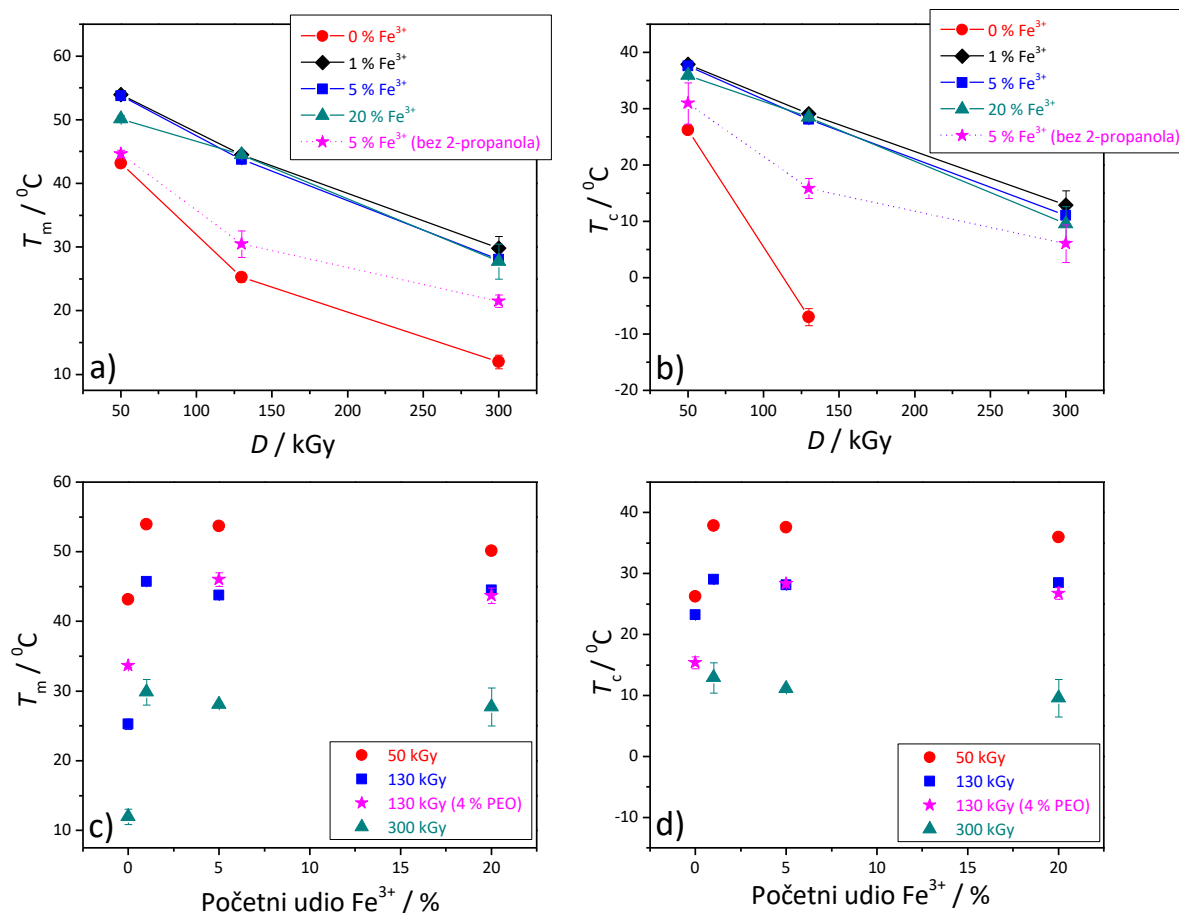 0 % Fe³⁺
1 % Fe³⁺
5 % Fe³⁺
20 % Fe³⁺
5 % Fe³⁺ (bez 2-propanola)
60
50
40
30
20
10
Tm / ⁰C
a)
50
100
150
200
250
300
D / kGy
0 % Fe³⁺
1 % Fe³⁺
5 % Fe³⁺
20 % Fe³⁺
5 % Fe³⁺ (bez 2-propanola)
40
30
20
10
0
-10
-20
Tc / ⁰C
b)
50
100
150
200
250
300
D / kGy
60
50
40
30
20
10
Tm / ⁰C
c)
50 kGy
130 kGy
130 kGy (4 % PEO)
300 kGy
0
5
10
15
20
Početni udio Fe³⁺ / %
40
30
20
10
0
-10
Tc / ⁰C
d)
50 kGy
130 kGy
130 kGy (4 % PEO)
300 kGy
0
5
10
15
20
Početni udio Fe³⁺ / %